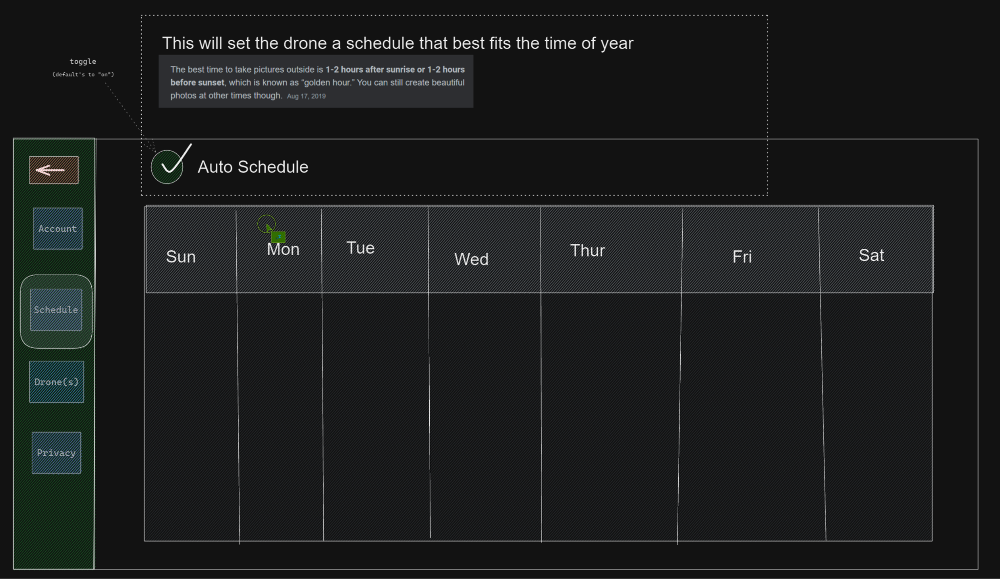 This will set the drone a schedule that best fits the time of year
toggle
(default's to "on")
The best time to take pictures outside is 1-2 hours after sunrise or 1-2 hours
before sunset, which is known as “golden hour.” You can still create beautiful
photos at other times though. Aug 17, 2019
Auto Schedule
Account
Schedule
Drone(s)
Privacy
Sun
Mon
Tue
Wed
Thur
Fri
Sat